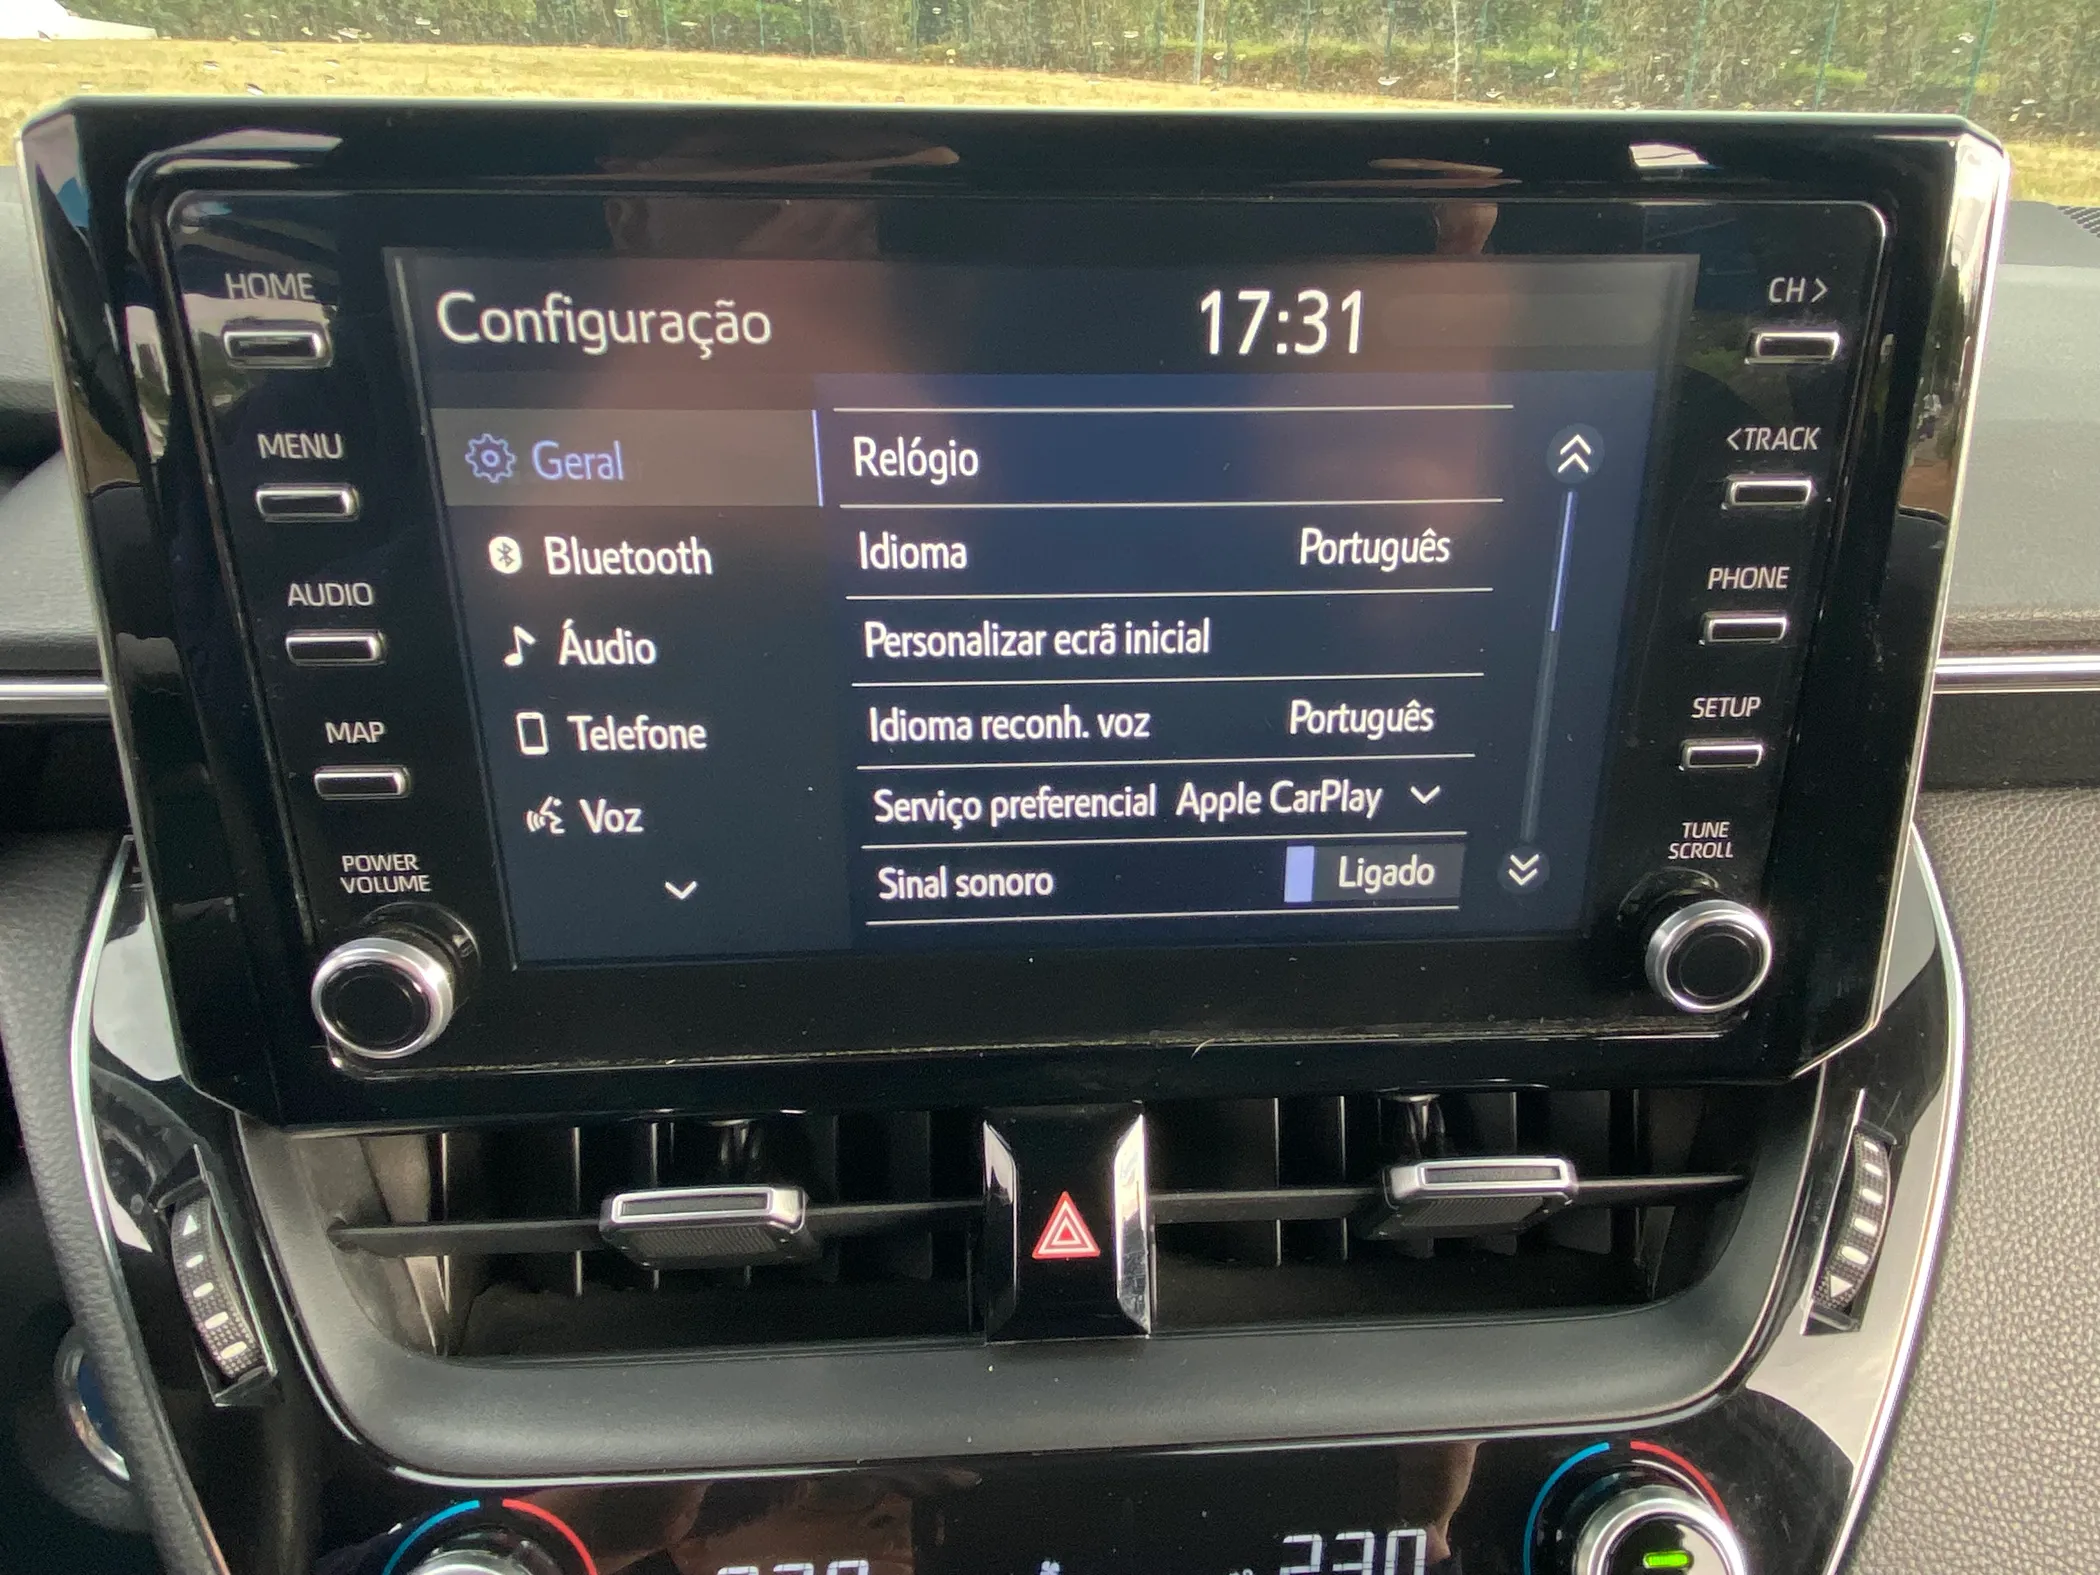 HOME
MENU
AUDIO
MAP
POWER
VOLUME
Configuração 17:31
Geral
Bluetooth
Áudio
Telefone
Voz
Relógio
Idioma Português
Personalizar ecrã inicial
Idioma reconh. voz Português
Serviço preferencial Apple CarPlay
Sinal sonoro Ligado
CH>
<TRACK
PHONE
SETUP
TUNE
SCROLL